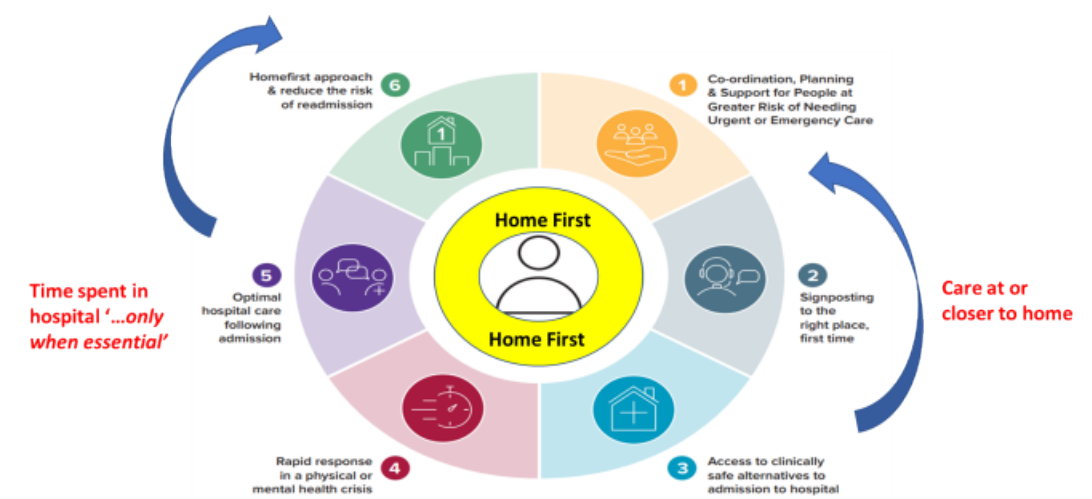 1
Co-ordination, Planning
& Support for People at
Greater Risk of Needing
Urgent or Emergency Care
2
Signposting
to the
right place,
first time
3
Access to clinically
safe alternatives to
admission to hospital
4
Rapid response
in a physical or
mental health crisis
5
Optimal
hospital care
following
admission
6
Homefirst approach
& reduce the risk
of readmission
1
Home First
Home First
Time spent in
hospital ‘…only
when essential’
Care at or
closer to home